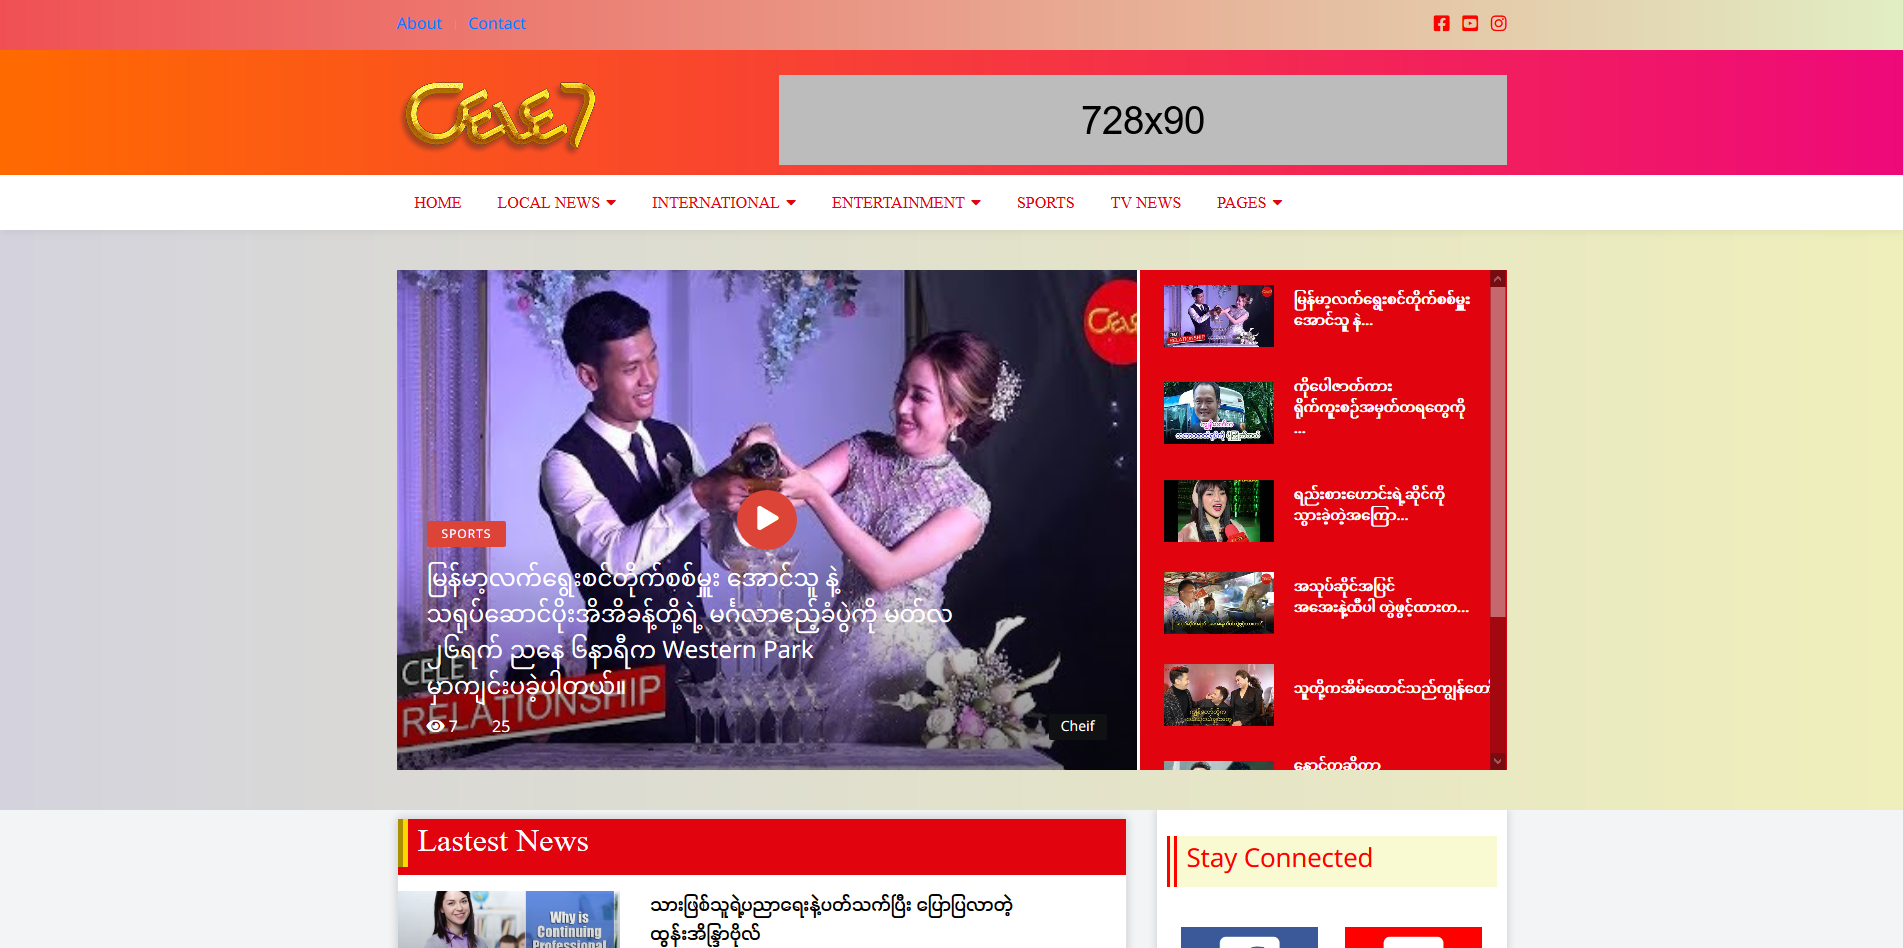 About
Contact
CELE7
728x90
HOME
LOCAL NEWS
INTERNATIONAL
ENTERTAINMENT
SPORTS
TV NEWS
PAGES
SPORTS
မြန်မာ့လက်ရွေးစင်တိုက်စစ်မှူး အောင်သူ နဲ့
သရုပ်ဆောင်ပိုးအိအိခန့်တို့ရဲ့ မင်္ဂလာဧည့်ခံပွဲကို မတ်လ
၂၆ရက် ညနေ ၆နာရီက Western Park
မှာကျင်းပခဲ့ပါတယ်။
CELE
RELATIONSHIP
7
25
Cheif
မြန်မာ့လက်ရွေးစင်တိုက်စစ်မှူး
အောင်သူ နဲ...
RELATIONSHIP
ကိုပေါဇာတ်ကား
ရိုက်ကူးစဉ်အမှတ်တရတွေကို
...
ရည်းစားဟောင်းရဲ့ဆိုင်ကို
သွားခဲ့တဲ့အကြော...
အသုပ်ဆိုင်အပြင်
အအေးနဲ့ထီပါ တွဲဖွင့်ထားတ...
သူတို့ကအိမ်ထောင်သည်ကျွန်တော်
Lastest News
Stay Connected
Why is
Continuing
Professional
သားဖြစ်သူရဲ့ပညာရေးနဲ့ပတ်သက်ပြီး ပြောပြလာတဲ့
ထွန်းအိန္ဒြာဗိုလ်